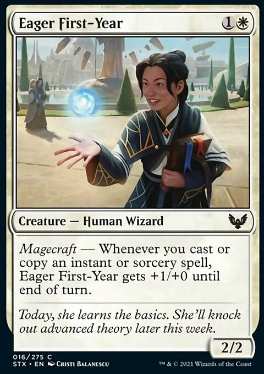 Eager First-Year 1
Creature — Human Wizard
Magecraft — Whenever you cast or
copy an instant or sorcery spell,
Eager First-Year gets +1/+0 until
end of turn.
Today, she learns the basics. She'll knock
out advanced theory later this week.
2/2
016/275 C
STX • EN CRISTI BALANESCU
™ & © 2021 Wizards of the Coast